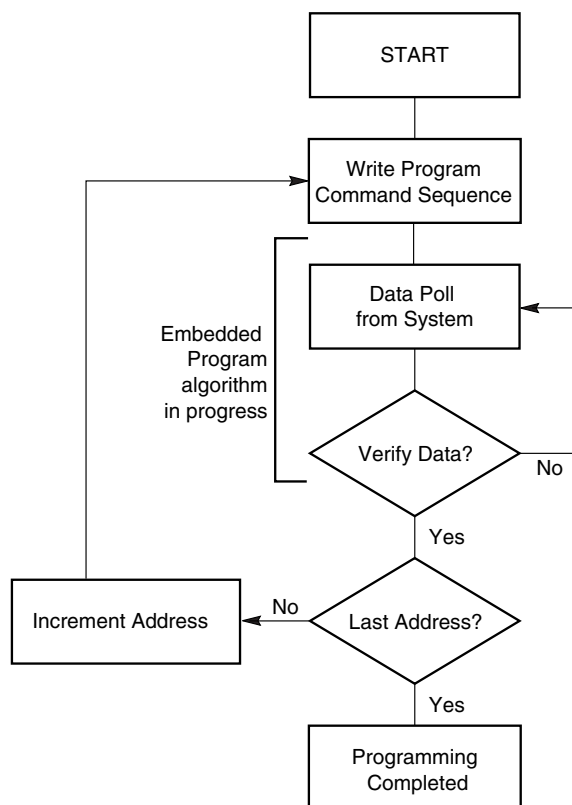 START
Write Program
Command Sequence
Data Poll
from System
Embedded
Program
algorithm
in progress
Verify Data?
No
Yes
Increment Address
No
Last Address?
Yes
Programming
Completed